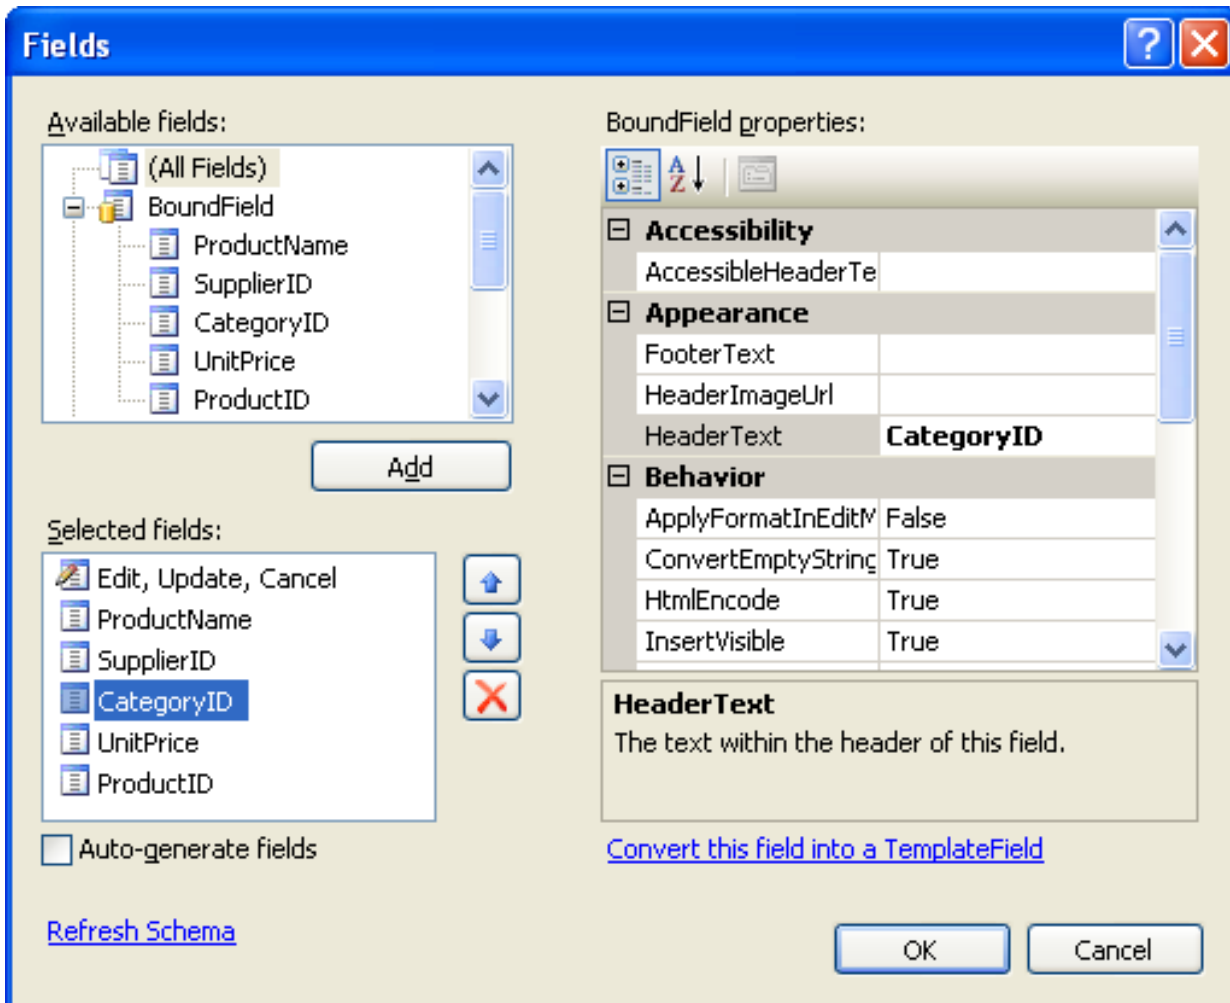 Fields
Available fields:
(All Fields)
BoundField
ProductName
SupplierID
CategoryID
UnitPrice
ProductID
Add
Selected fields:
Edit, Update, Cancel
ProductName
SupplierID
CategoryID
UnitPrice
ProductID
Auto-generate fields
Refresh Schema
BoundField properties:
Accessibility
AccessibleHeaderTe
Appearance
FooterText
HeaderImageUrl
HeaderText CategoryID
Behavior
ApplyFormatInEditM False
ConvertEmptyString True
HtmlEncode True
InsertVisible True
HeaderText
The text within the header of this field.
Convert this field into a TemplateField
OK Cancel